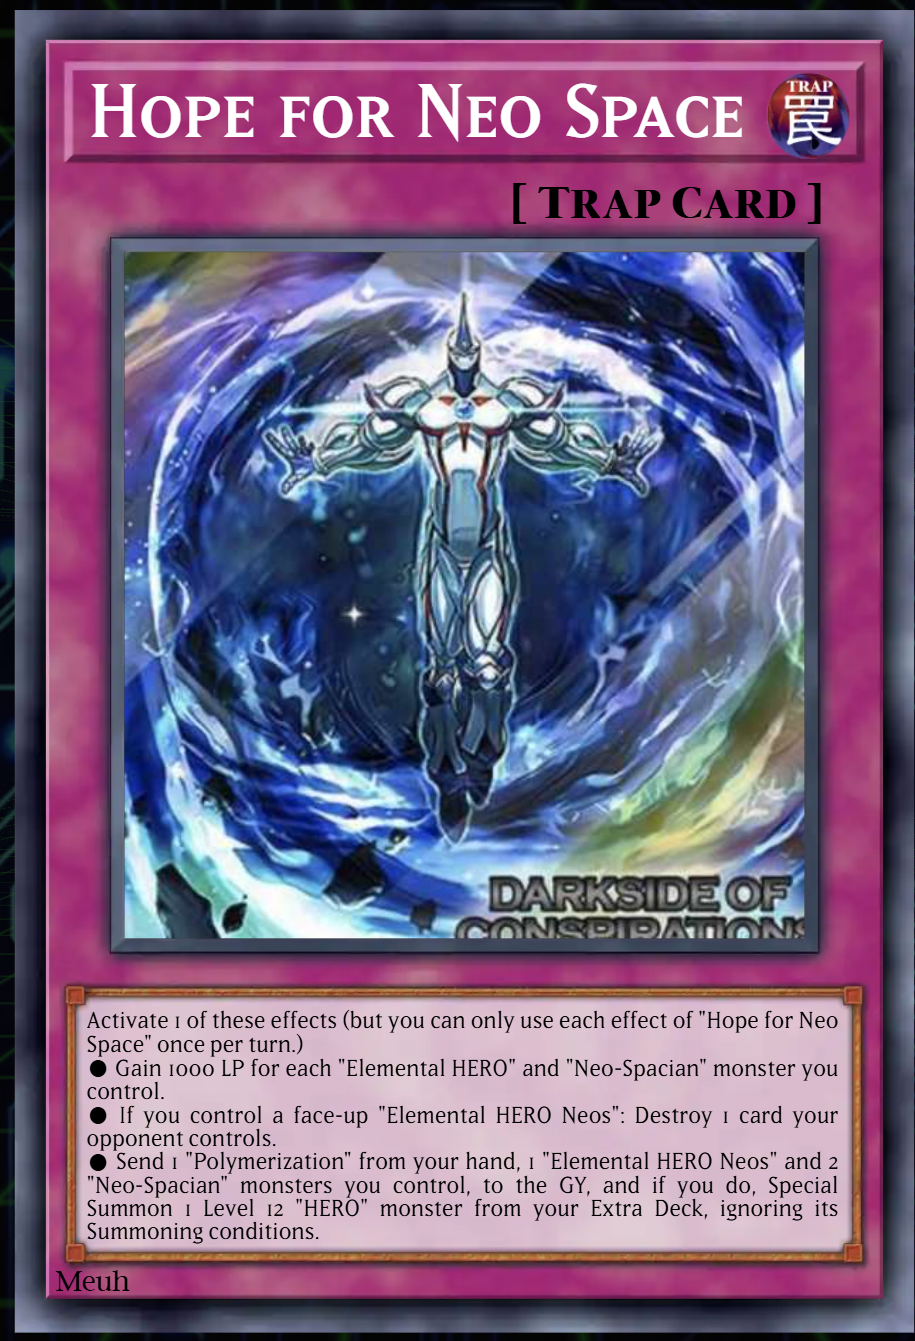 Hope for Neo Space
TRAP
罠
[ Trap Card ]
DARKSIDE OF
CONSPIRATIONS
Activate 1 of these effects (but you can only use each effect of "Hope for Neo
Space" once per turn.)
● Gain 1000 LP for each "Elemental HERO" and "Neo-Spacian" monster you
control.
● If you control a face-up "Elemental HERO Neos": Destroy 1 card your
opponent controls.
● Send 1 "Polymerization" from your hand, 1 "Elemental HERO Neos" and 2
"Neo-Spacian" monsters you control, to the GY, and if you do, Special
Summon 1 Level 12 "HERO" monster from your Extra Deck, ignoring its
Summoning conditions.
Meuh